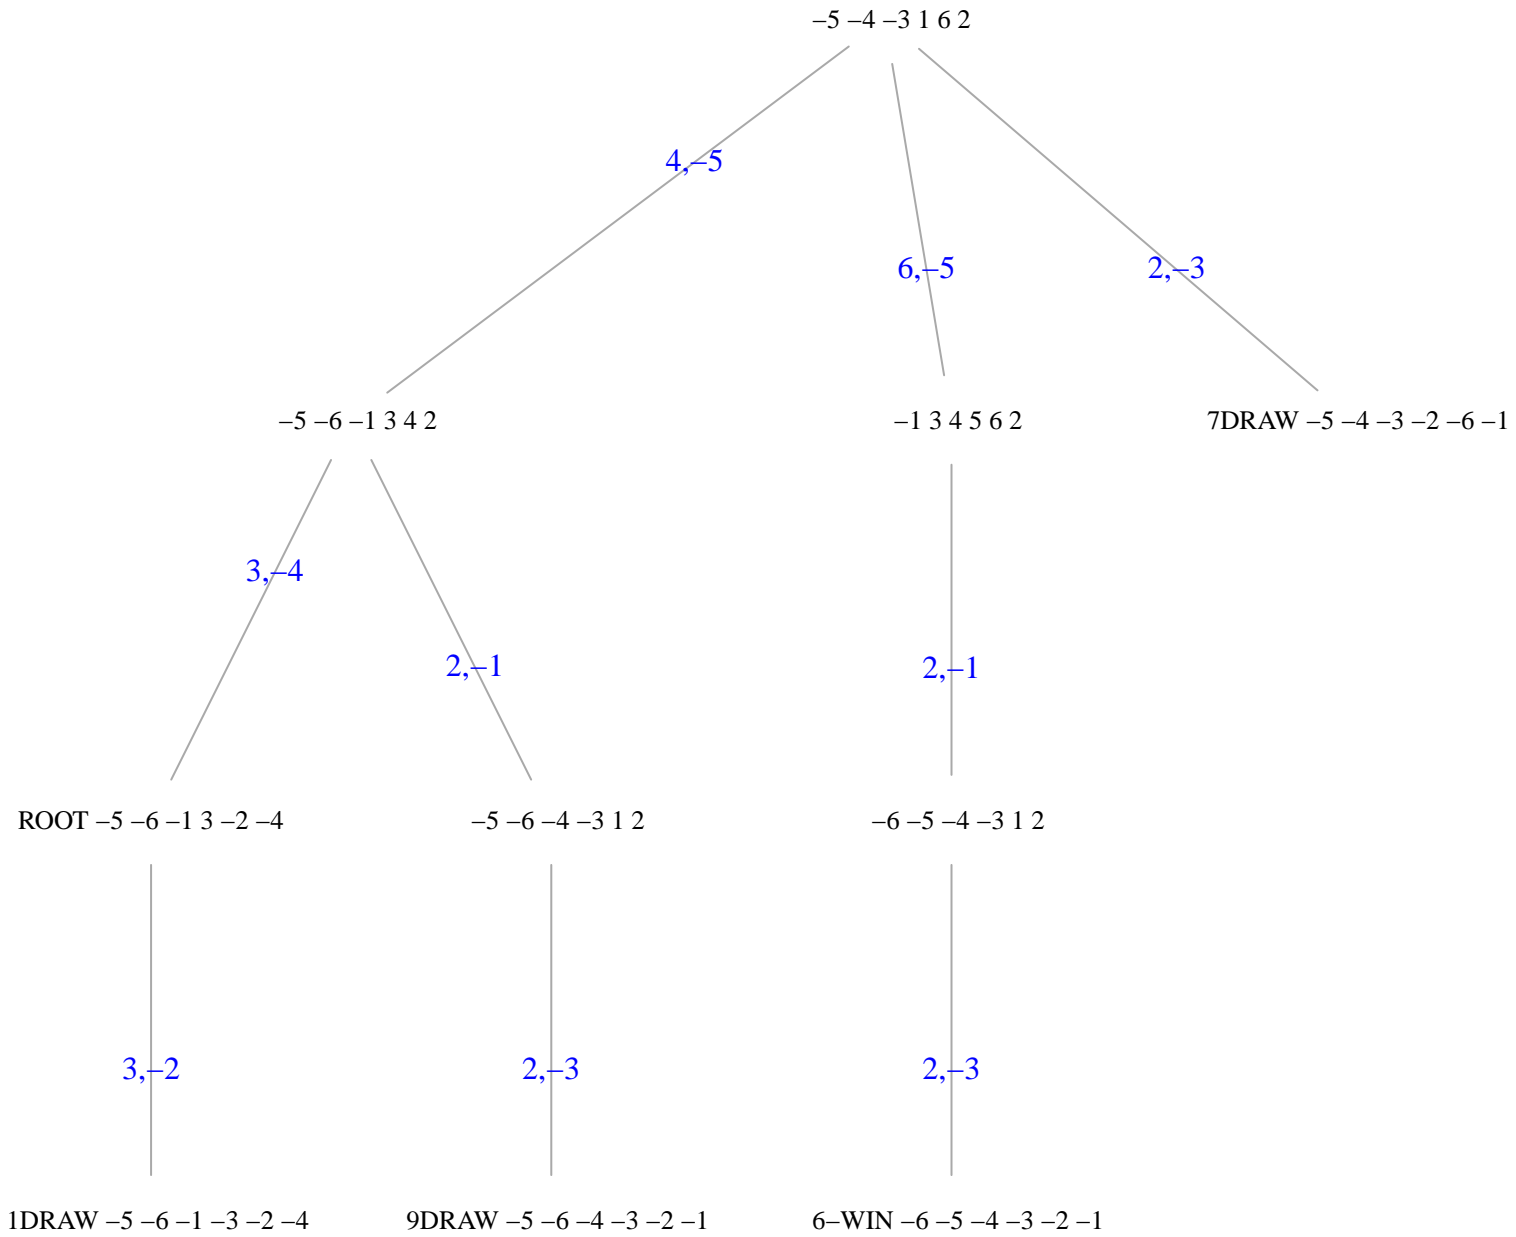 –5 –4 –3 1 6 2
4,–5
6,–5
2,–3
–5 –6 –1 3 4 2
–1 3 4 5 6 2
7DRAW –5 –4 –3 –2 –6 –1
3,–4
2,–1
2,–1
ROOT –5 –6 –1 3 –2 –4
–5 –6 –4 –3 1 2
–6 –5 –4 –3 1 2
3,–2
2,–3
2,–3
1DRAW –5 –6 –1 –3 –2 –4
9DRAW –5 –6 –4 –3 –2 –1
6–WIN –6 –5 –4 –3 –2 –1